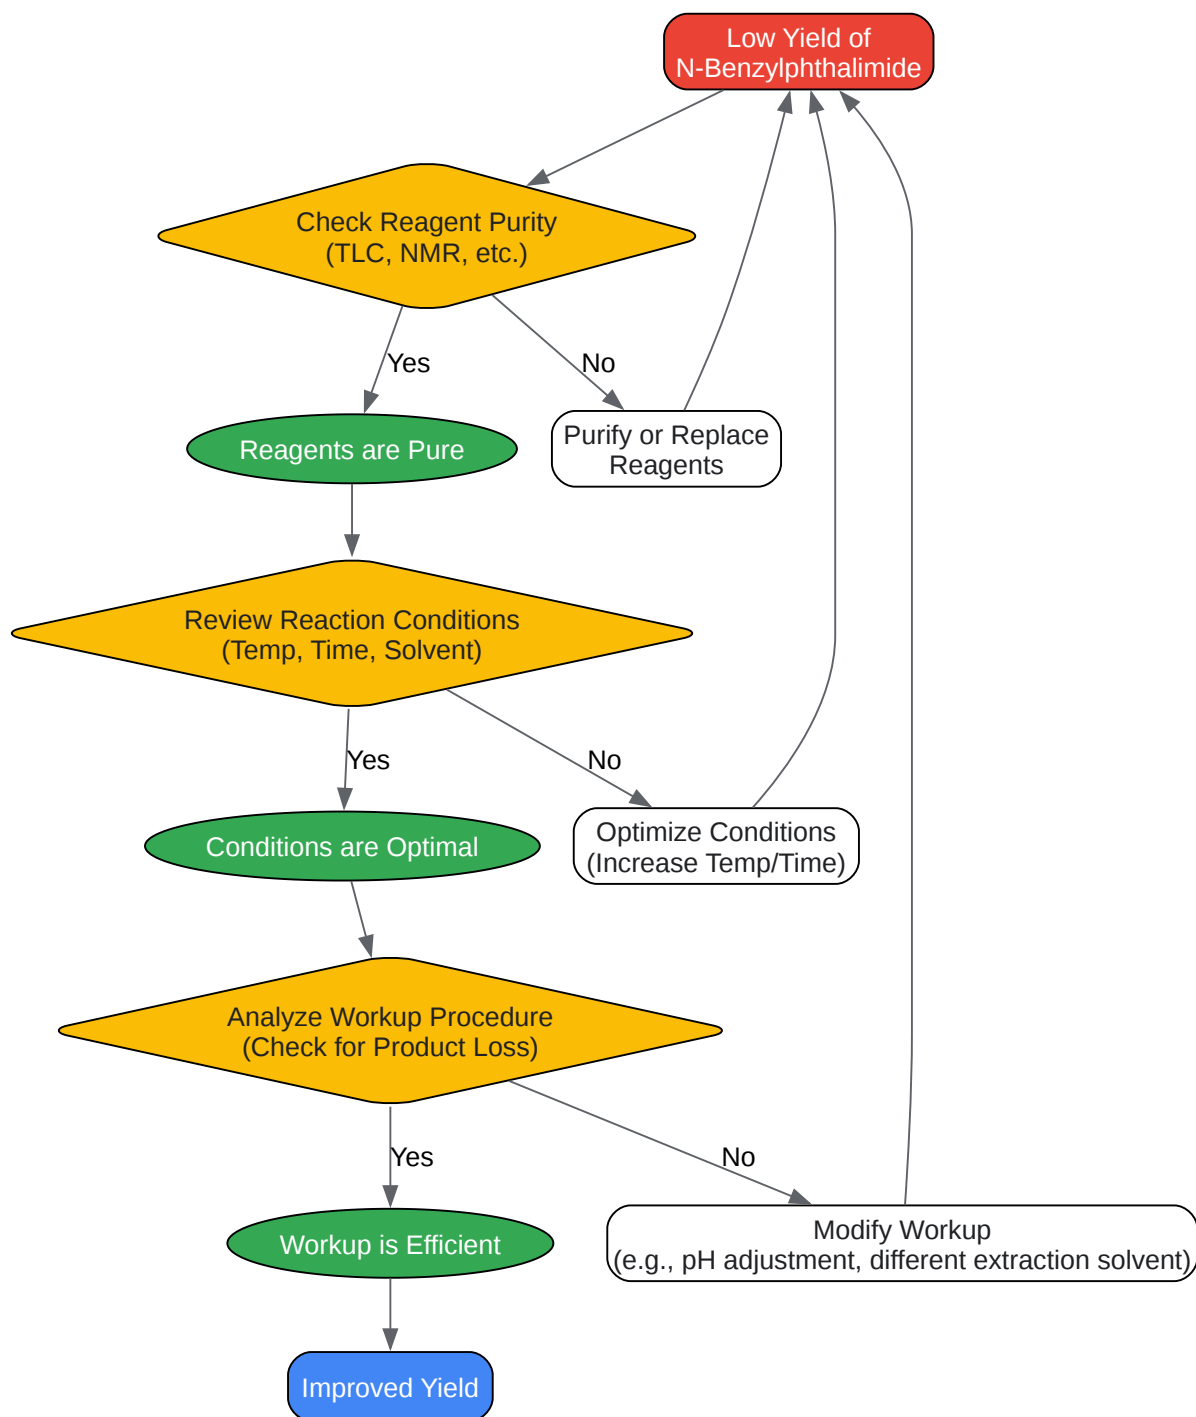 Low Yield of
N-Benzylphthalimide
Check Reagent Purity
(TLC, NMR, etc.)
Yes
No
Reagents are Pure
Purify or Replace
Reagents
Review Reaction Conditions
(Temp, Time, Solvent)
Yes
No
Conditions are Optimal
Optimize Conditions
(Increase Temp/Time)
Analyze Workup Procedure
(Check for Product Loss)
Yes
No
Workup is Efficient
Modify Workup
(e.g., pH adjustment, different extraction solvent)
Improved Yield